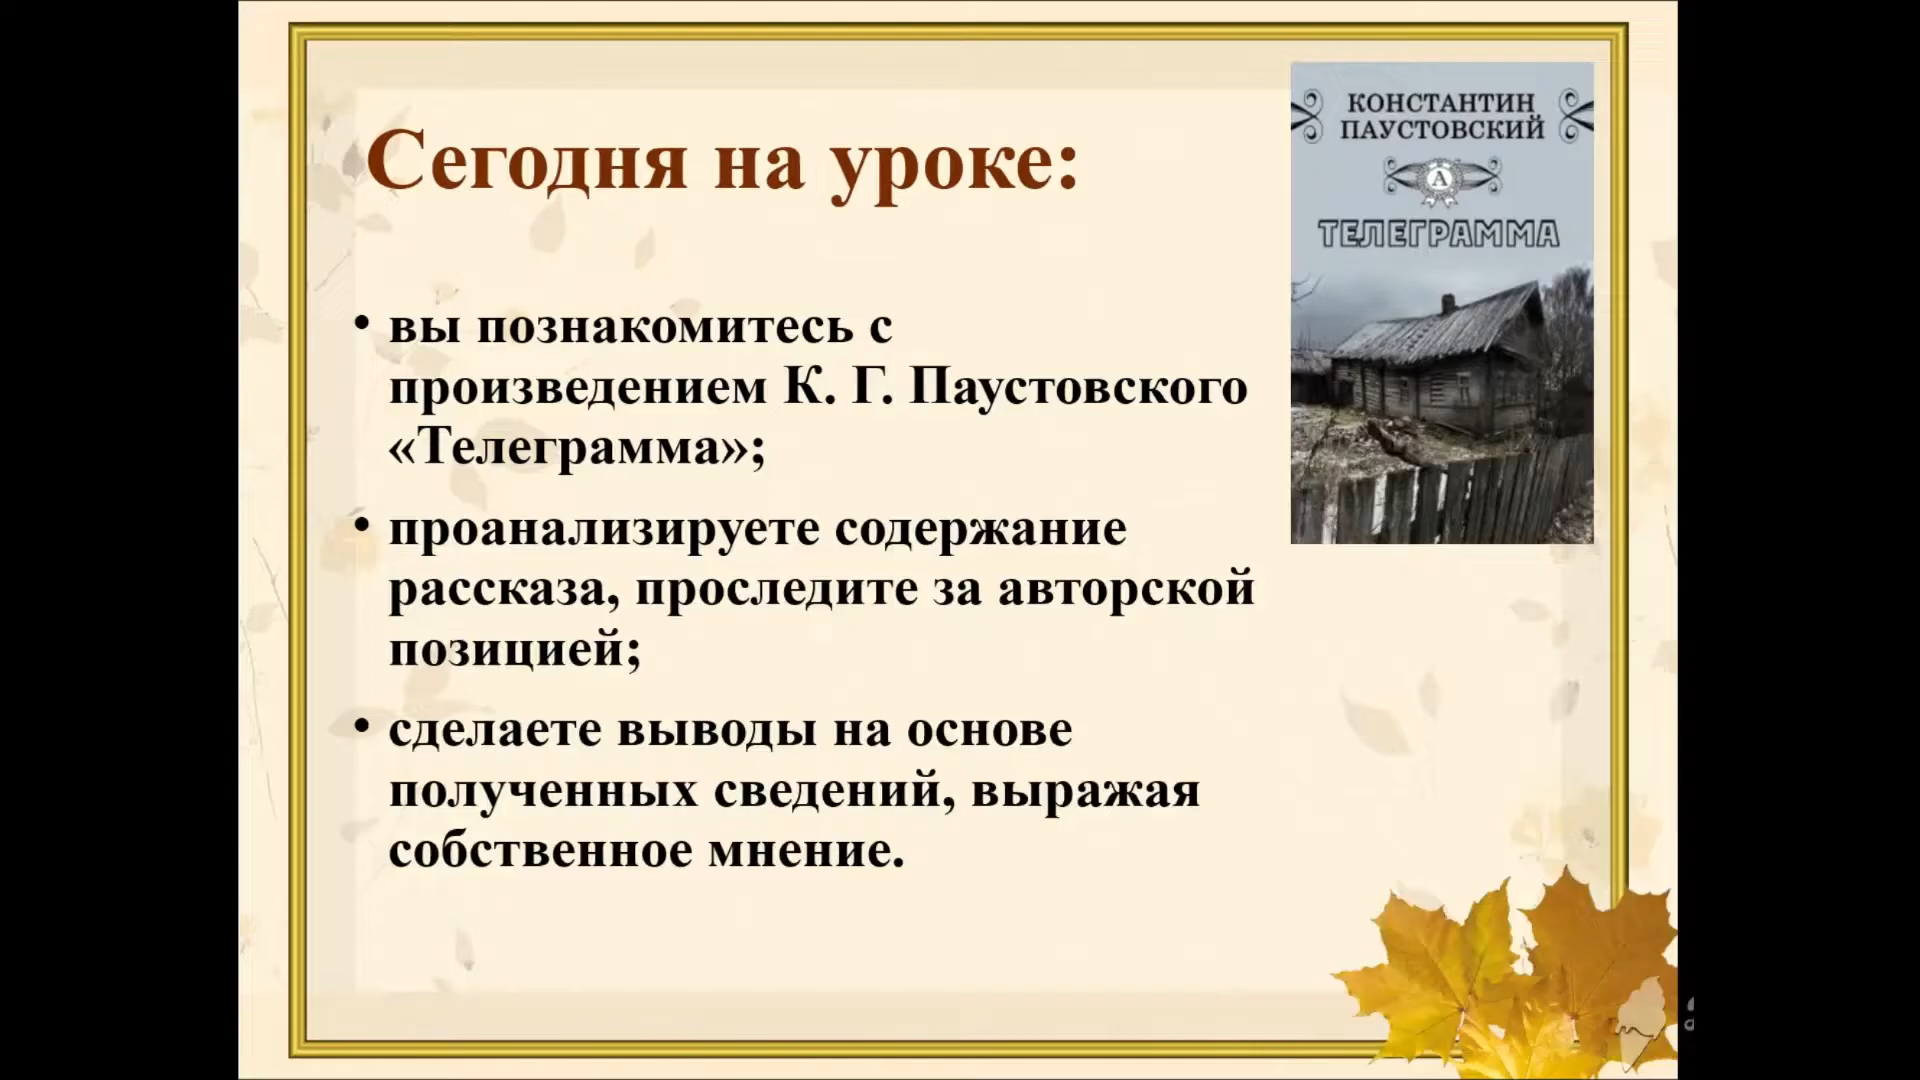 Сегодня на уроке:
КОНСТАНТИН
ПАУСТОВСКИЙ
А
ТЕЛЕГРАММА
• вы познакомитесь с
произведением К. Г. Паустовского
«Телеграмма»;
• проанализируете содержание
рассказа, проследите за авторской
позицией;
• сделаете выводы на основе
полученных сведений, выражая
собственное мнение.